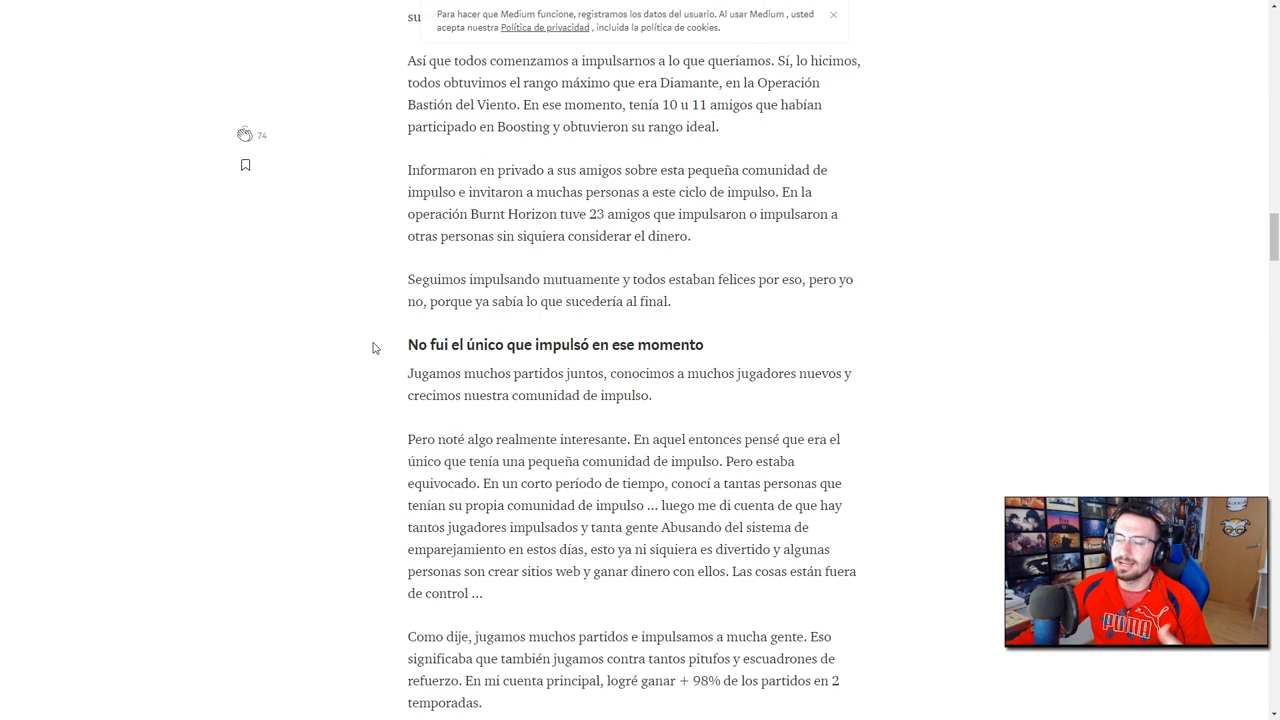 su
Para hacer que Medium funcione, registramos los datos del usuario. Al usar Medium , usted
acepta nuestra Política de privacidad , incluida la política de cookies.
Así que todos comenzamos a impulsarnos a lo que queríamos. Sí, lo hicimos,
todos obtuvimos el rango máximo que era Diamante, en la Operación
Bastión del Viento. En ese momento, tenía 10 u 11 amigos que habían
participado en Boosting y obtuvieron su rango ideal.
74
Informaron en privado a sus amigos sobre esta pequeña comunidad de
impulso e invitaron a muchas personas a este ciclo de impulso. En la
operación Burnt Horizon tuve 23 amigos que impulsaron o impulsaron a
otras personas sin siquiera considerar el dinero.
Seguimos impulsando mutuamente y todos estaban felices por eso, pero yo
no, porque ya sabía lo que sucedería al final.
No fui el único que impulsó en ese momento
Jugamos muchos partidos juntos, conocimos a muchos jugadores nuevos y
crecimos nuestra comunidad de impulso.
Pero noté algo realmente interesante. En aquel entonces pensé que era el
único que tenía una pequeña comunidad de impulso. Pero estaba
equivocado. En un corto período de tiempo, conocí a tantas personas que
tenían su propia comunidad de impulso ... luego me di cuenta de que hay
tantos jugadores impulsados y tanta gente Abusando del sistema de
emparejamiento en estos días, esto ya ni siquiera es divertido y algunas
personas son crear sitios web y ganar dinero con ellos. Las cosas están fuera
de control ...
Como dije, jugamos muchos partidos e impulsamos a mucha gente. Eso
significaba que también jugamos contra tantos pitufos y escuadrones de
refuerzo. En mi cuenta principal, logré ganar + 98% de los partidos en 2
temporadas.
PUMA